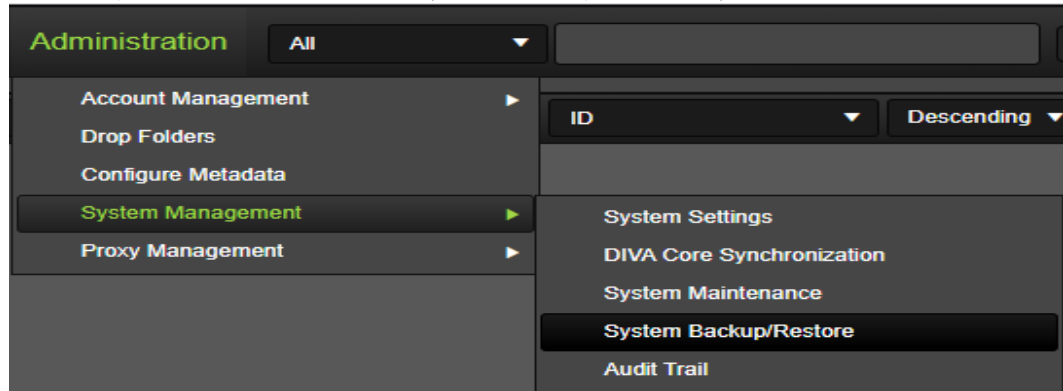 Administration All
Account Management
Drop Folders
Configure Metadata
System Management
Proxy Management
ID Descending
System Settings
DIVA Core Synchronization
System Maintenance
System Backup/Restore
Audit Trail